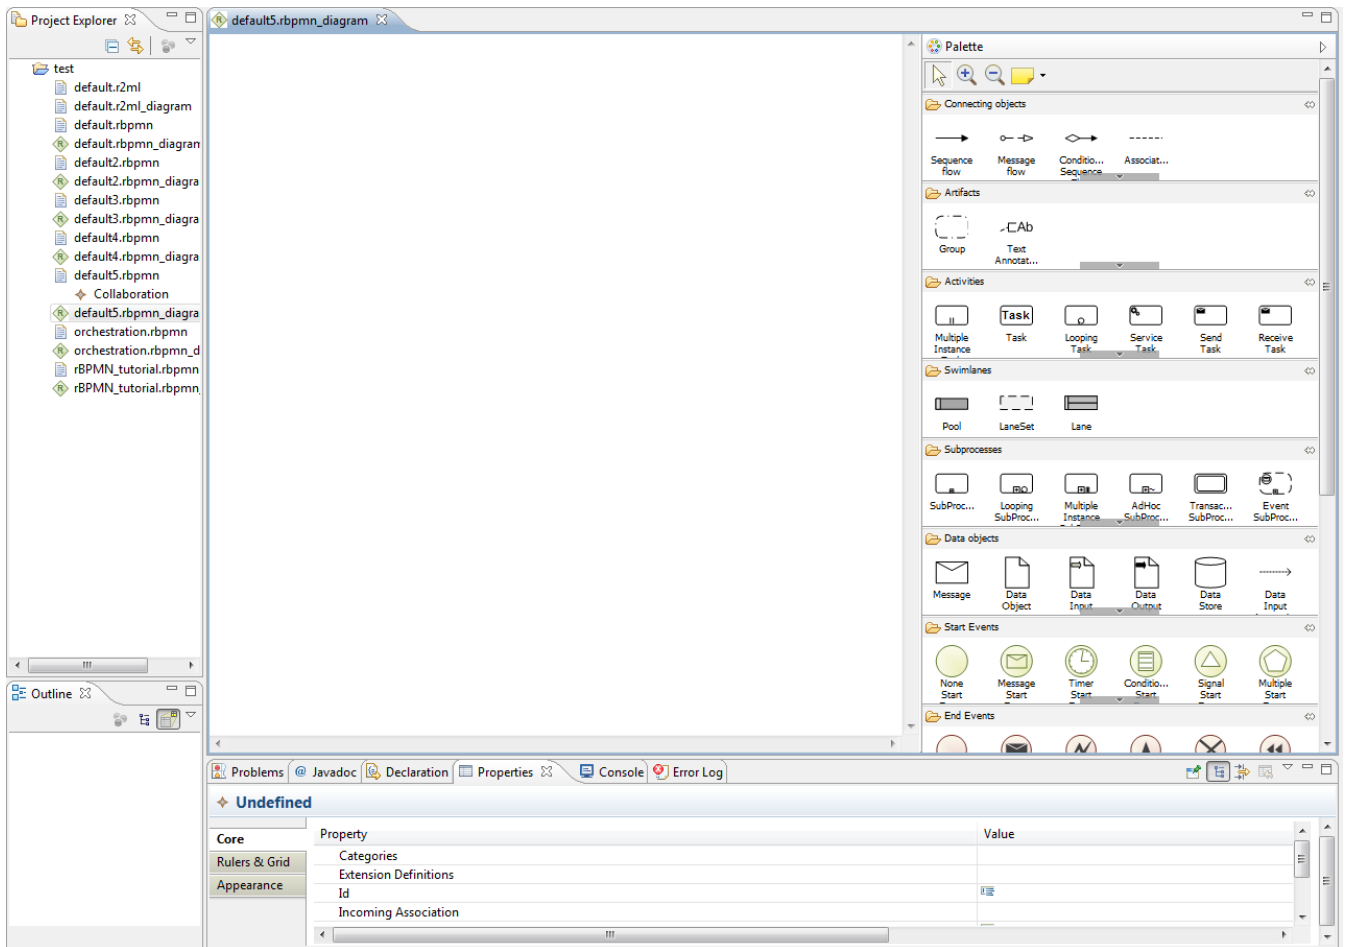 Project Explorer
test
default.r2ml
default.r2ml_diagram
default.rbpmn
default.rbpmn_diagram
default2.rbpmn
default2.rbpmn_diagra
default3.rbpmn
default3.rbpmn_diagra
default4.rbpmn
default4.rbpmn_diagra
default5.rbpmn
Collaboration
default5.rbpmn_diagra
orchestration.rbpmn
orchestration.rbpmn_d
rBPMN_tutorial.rbpmn
rBPMN_tutorial.rbpmn_
Outline
default5.rbpmn_diagram
Palette
Connecting objects
Sequence flow
Message flow
Conditio... Sequence
Associat...
Artifacts
Ab
Group
Text Annotat...
Activities
Task
Multiple Instance
Task
Looping Task
Service Task
Send Task
Receive Task
Swimlanes
Pool
LaneSet
Lane
Subprocesses
SubProc...
Looping SubProc...
Multiple Instance
AdHoc SubProc...
Transac... SubProc...
Event SubProc...
Data objects
Message
Data Object
Data Input
Data Output
Data Store
Data Input
Start Events
None Start
Message Start
Timer Start
Conditio... Start
Signal Start
Multiple Start
End Events
Problems @ Javadoc Declaration Properties Console Error Log
Undefined
Core
Rulers & Grid
Appearance
Property Value
Categories
Extension Definitions
Id
Incoming Association